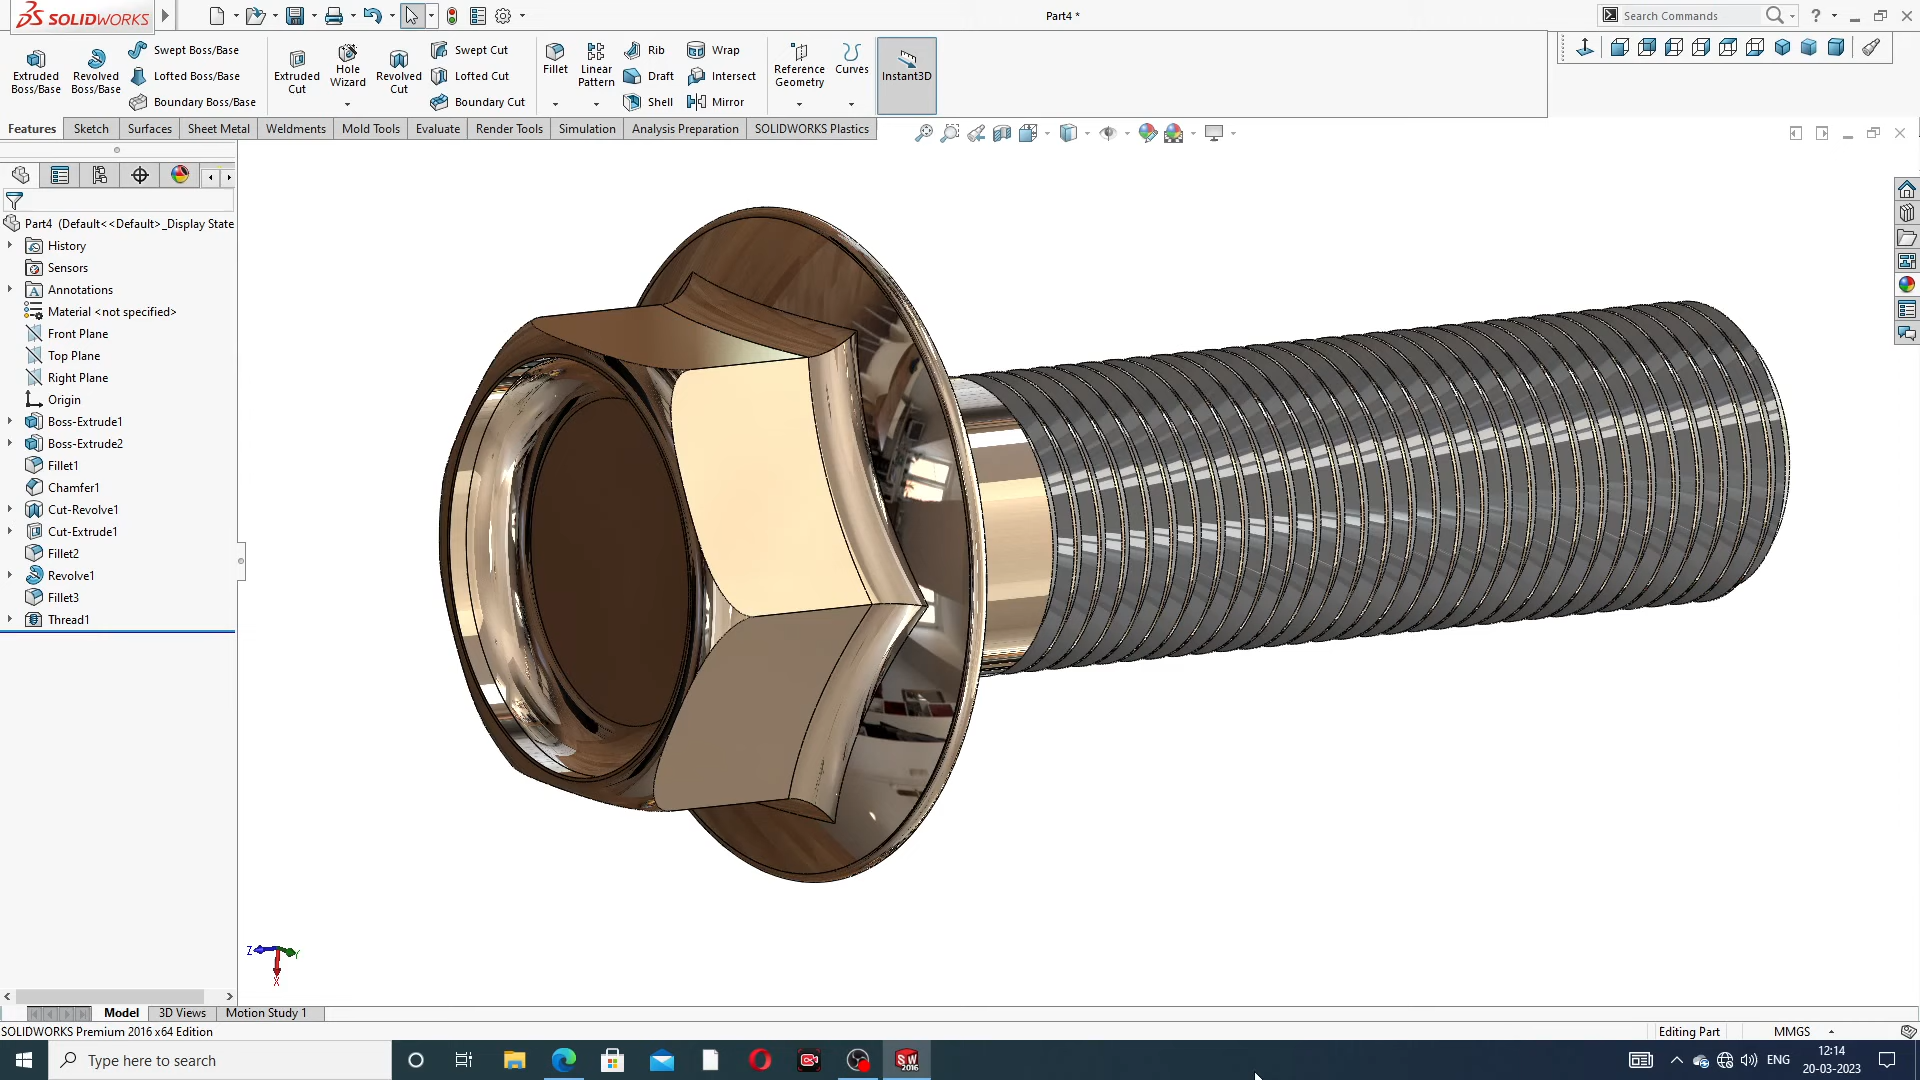 SOLIDWORKS
Part4 *
Search Commands
Extruded Boss/Base
Revolved Boss/Base
Swept Boss/Base
Lofted Boss/Base
Boundary Boss/Base
Extruded Cut
Hole Wizard
Revolved Cut
Swept Cut
Lofted Cut
Boundary Cut
Fillet
Linear Pattern
Rib
Draft
Shell
Wrap
Intersect
Mirror
Reference Geometry
Curves
Instant3D
Features
Sketch
Surfaces
Sheet Metal
Weldments
Mold Tools
Evaluate
Render Tools
Simulation
Analysis Preparation
SOLIDWORKS Plastics
Part4 (Default<<Default>_Display State
History
Sensors
Annotations
Material <not specified>
Front Plane
Top Plane
Right Plane
Origin
Boss-Extrude1
Boss-Extrude2
Fillet1
Chamfer1
Cut-Revolve1
Cut-Extrude1
Fillet2
Revolve1
Fillet3
Thread1
Z
Y
X
Model
3D Views
Motion Study 1
SOLIDWORKS Premium 2016 x64 Edition
Editing Part
MMGS
Type here to search
SW
2016
ENG
12:14
20-03-2023